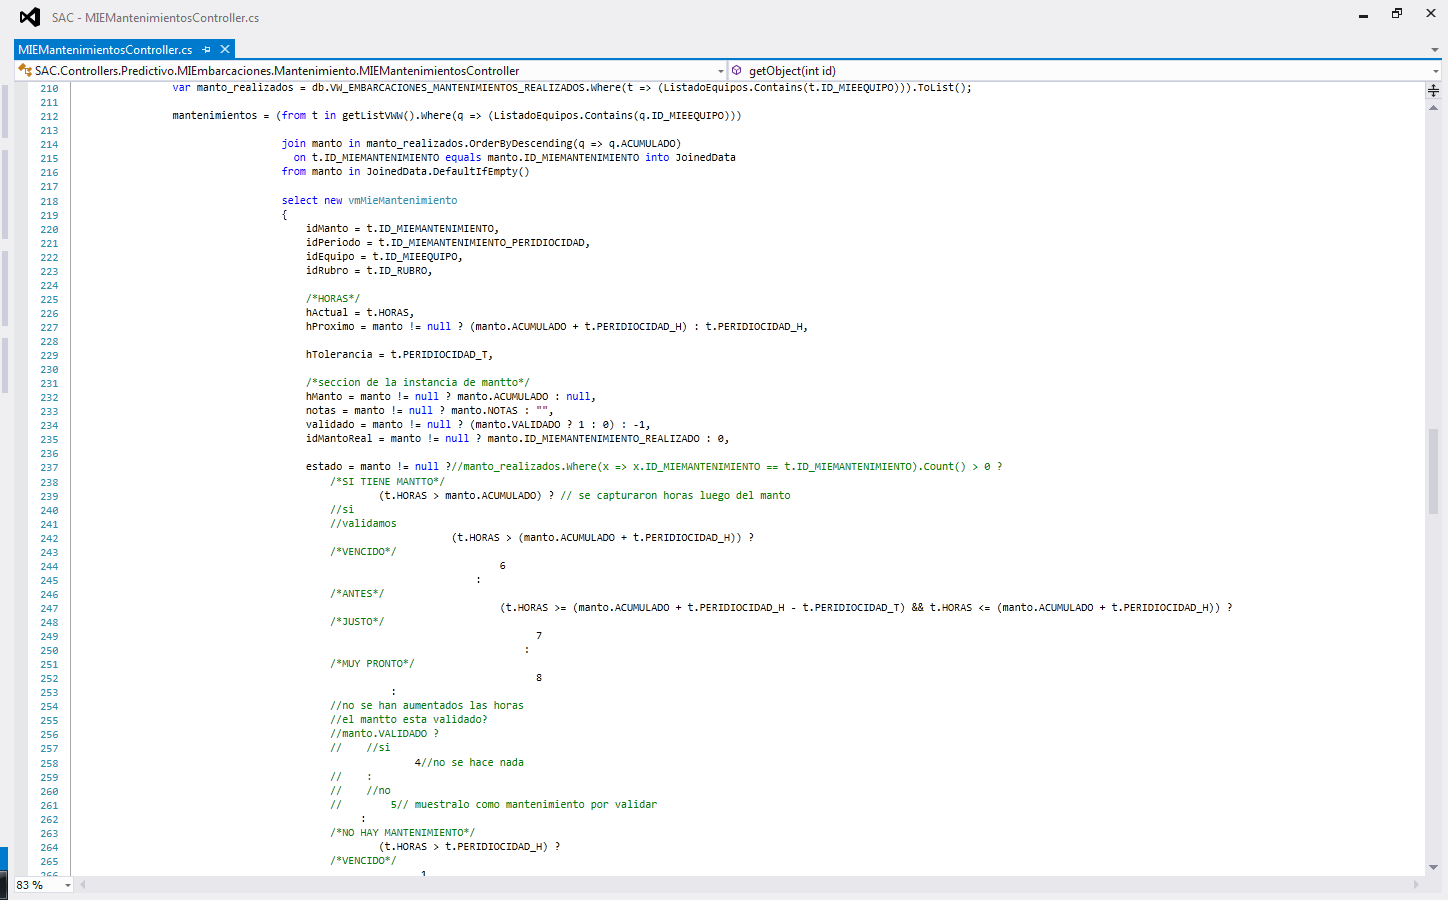 SAC - MIEMantenimientosController.cs
MIEMantenimientosController.cs
SAC.Controllers.Predictivo.MIEmbarcaciones.Mantenimiento.MIEMantenimientosController getObject(int id)
210 var manto_realizados = db.VW_EMBARCACIONES_MANTENIMIENTOS_REALIZADOS.Where(t => (ListadoEquipos.Contains(t.ID_MIEEQUIPO))).ToList();
211
212 mantenimientos = (from t in getListVWW().Where(q => (ListadoEquipos.Contains(q.ID_MIEEQUIPO)))
213
214 join manto in manto_realizados.OrderByDescending(q => q.ACUMULADO)
215 on t.ID_MIEMANTENIMIENTO equals manto.ID_MIEMANTENIMIENTO into JoinedData
216 from manto in JoinedData.DefaultIfEmpty()
217
218 select new vmMieMantenimiento
219 {
220 idManto = t.ID_MIEMANTENIMIENTO,
221 idPeriodo = t.ID_MIEMANTENIMIENTO_PERIDIOCIDAD,
222 idEquipo = t.ID_MIEEQUIPO,
223 idRubro = t.ID_RUBRO,
224
225 /*HORAS*/
226 hActual = t.HORAS,
227 hProximo = manto != null ? (manto.ACUMULADO + t.PERIDIOCIDAD_H) : t.PERIDIOCIDAD_H,
228
229 hTolerancia = t.PERIDIOCIDAD_T,
230
231 /*seccion de la instancia de mantto*/
232 hManto = manto != null ? manto.ACUMULADO : null,
233 notas = manto != null ? manto.NOTAS : "",
234 validado = manto != null ? (manto.VALIDADO ? 1 : 0) : -1,
235 idMantoReal = manto != null ? manto.ID_MIEMANTENIMIENTO_REALIZADO : 0,
236
237 estado = manto != null ?//manto_realizados.Where(x => x.ID_MIEMANTENIMIENTO == t.ID_MIEMANTENIMIENTO).Count() > 0 ?
238 /*SI TIENE MANTTO*/
239 (t.HORAS > manto.ACUMULADO) ? // se capturaron horas luego del manto
240 //si
241 //validamos
242 (t.HORAS > (manto.ACUMULADO + t.PERIDIOCIDAD_H)) ?
243 /*VENCIDO*/
244 6
245 :
246 /*ANTES*/
247 (t.HORAS >= (manto.ACUMULADO + t.PERIDIOCIDAD_H - t.PERIDIOCIDAD_T) && t.HORAS <= (manto.ACUMULADO + t.PERIDIOCIDAD_H)) ?
248 /*JUSTO*/
249 7
250 :
251 /*MUY PRONTO*/
252 8
253 :
254 //no se han aumentados las horas
255 //el mantto esta validado?
256 //manto.VALIDADO ?
257 // //si
258 4//no se hace nada
259 // :
260 // //no
261 // 5// muestralo como mantenimiento por validar
262 :
263 /*NO HAY MANTENIMIENTO*/
264 (t.HORAS > t.PERIDIOCIDAD_H) ?
265 /*VENCIDO*/
266 1
83 %